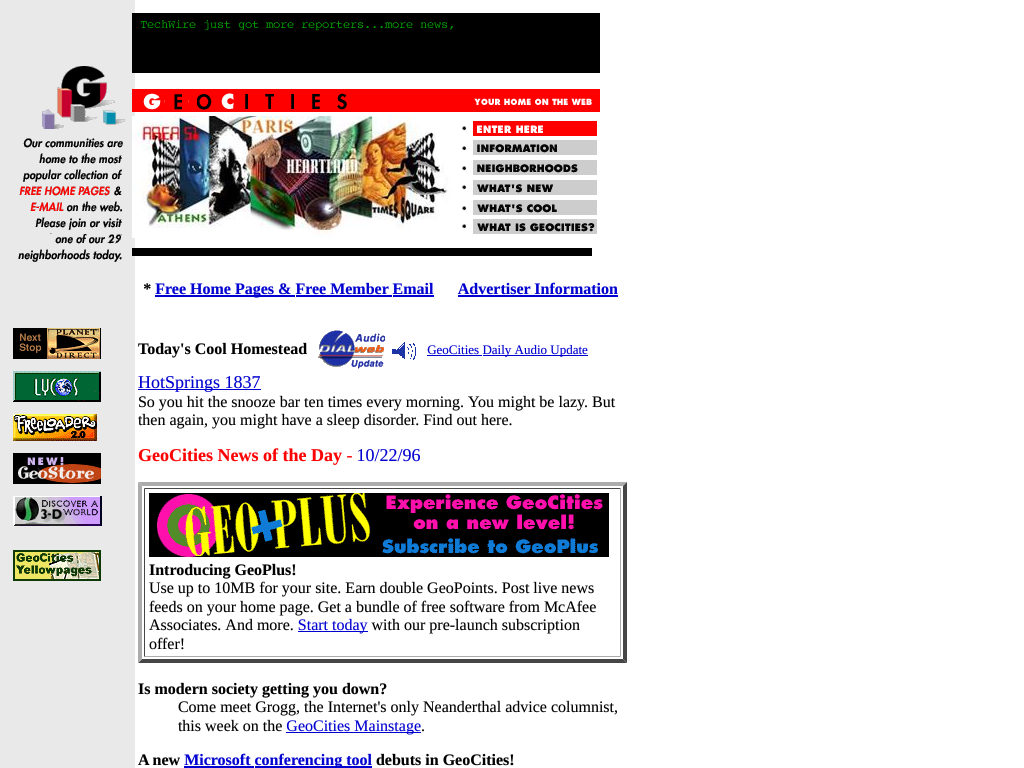 TechWire just got more reporters...more news,
G
GEOCITIES YOUR HOME ON THE WEB
Our communities are
home to the most
popular collection of
FREE HOME PAGES &
E-MAIL on the web.
Please join or visit
one of our 29
neighborhoods today.
AREA 51
PARIS
HEARTLAND
ATHENS
TIMES SQUARE
• ENTER HERE
• INFORMATION
• NEIGHBORHOODS
• WHAT'S NEW
• WHAT'S COOL
• WHAT IS GEOCITIES?
* Free Home Pages & Free Member Email Advertiser Information
Next Stop PLANET DIRECT
LYCOS
FREELOADER 2.0
NEW! GeoStore
DISCOVER A 3-D WORLD
GeoCities Yellowpages
Today's Cool Homestead Audio DIALweb Update GeoCities Daily Audio Update
HotSprings 1837
So you hit the snooze bar ten times every morning. You might be lazy. But
then again, you might have a sleep disorder. Find out here.
GeoCities News of the Day - 10/22/96
GEO+PLUS
Experience GeoCities
on a new level!
Subscribe to GeoPlus
Introducing GeoPlus!
Use up to 10MB for your site. Earn double GeoPoints. Post live news
feeds on your home page. Get a bundle of free software from McAfee
Associates. And more. Start today with our pre-launch subscription
offer!
Is modern society getting you down?
Come meet Grogg, the Internet's only Neanderthal advice columnist,
this week on the GeoCities Mainstage.
A new Microsoft conferencing tool debuts in GeoCities!